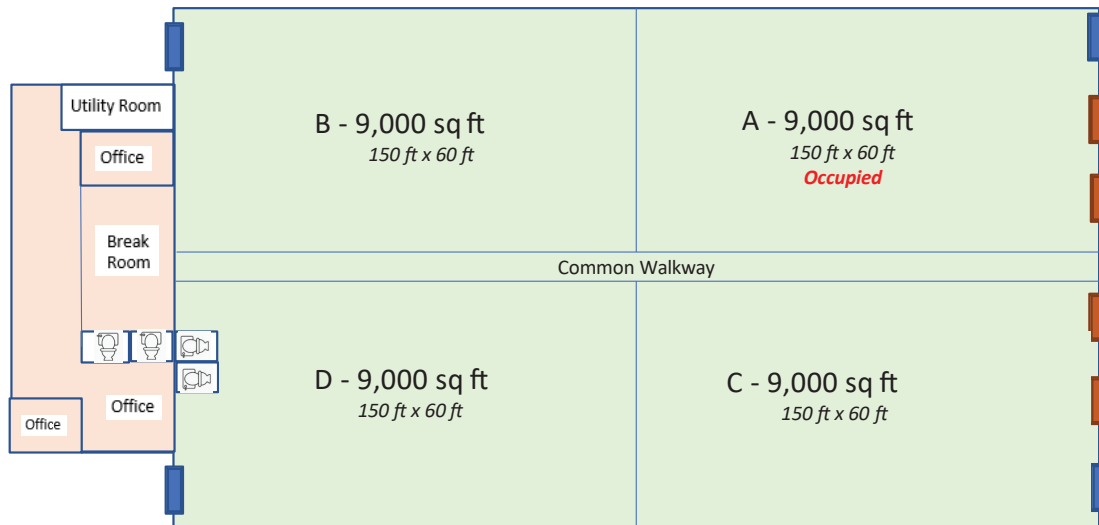 Utility Room
Office
Break
Room
Office
Office
B - 9,000 sq ft
150 ft x 60 ft
A - 9,000 sq ft
150 ft x 60 ft
Occupied
Common Walkway
D - 9,000 sq ft
150 ft x 60 ft
C - 9,000 sq ft
150 ft x 60 ft